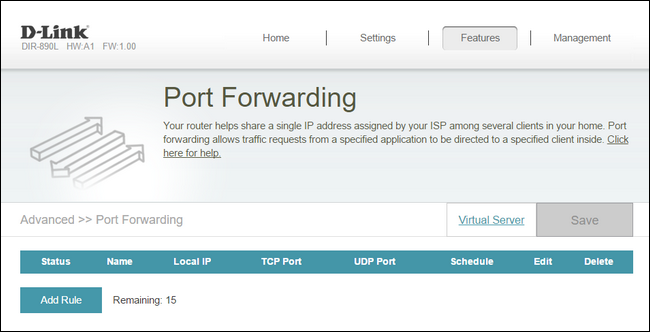 D-Link
DIR-890L HW:A1 FW:1.00
Home Settings Features Management
Port Forwarding
Your router helps share a single IP address assigned by your ISP among several clients in your home. Port
forwarding allows traffic requests from a specified application to be directed to a specified client inside. Click
here for help.
Advanced >> Port Forwarding Virtual Server Save
Status Name Local IP TCP Port UDP Port Schedule Edit Delete
Add Rule Remaining: 15